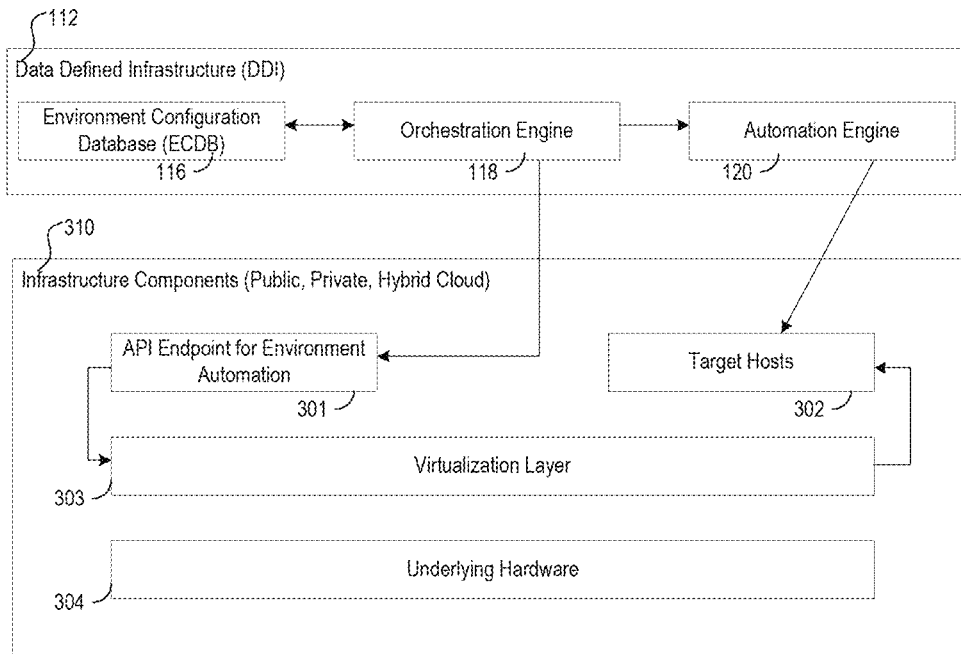 112
Data Defined Infrastructure (DDI)
Environment Configuration
Database (ECDB)
116
Orchestration Engine
118
Automation Engine
120
310
Infrastructure Components (Public, Private, Hybrid Cloud)
API Endpoint for Environment
Automation
301
Target Hosts
302
Virtualization Layer
303
Underlying Hardware
304